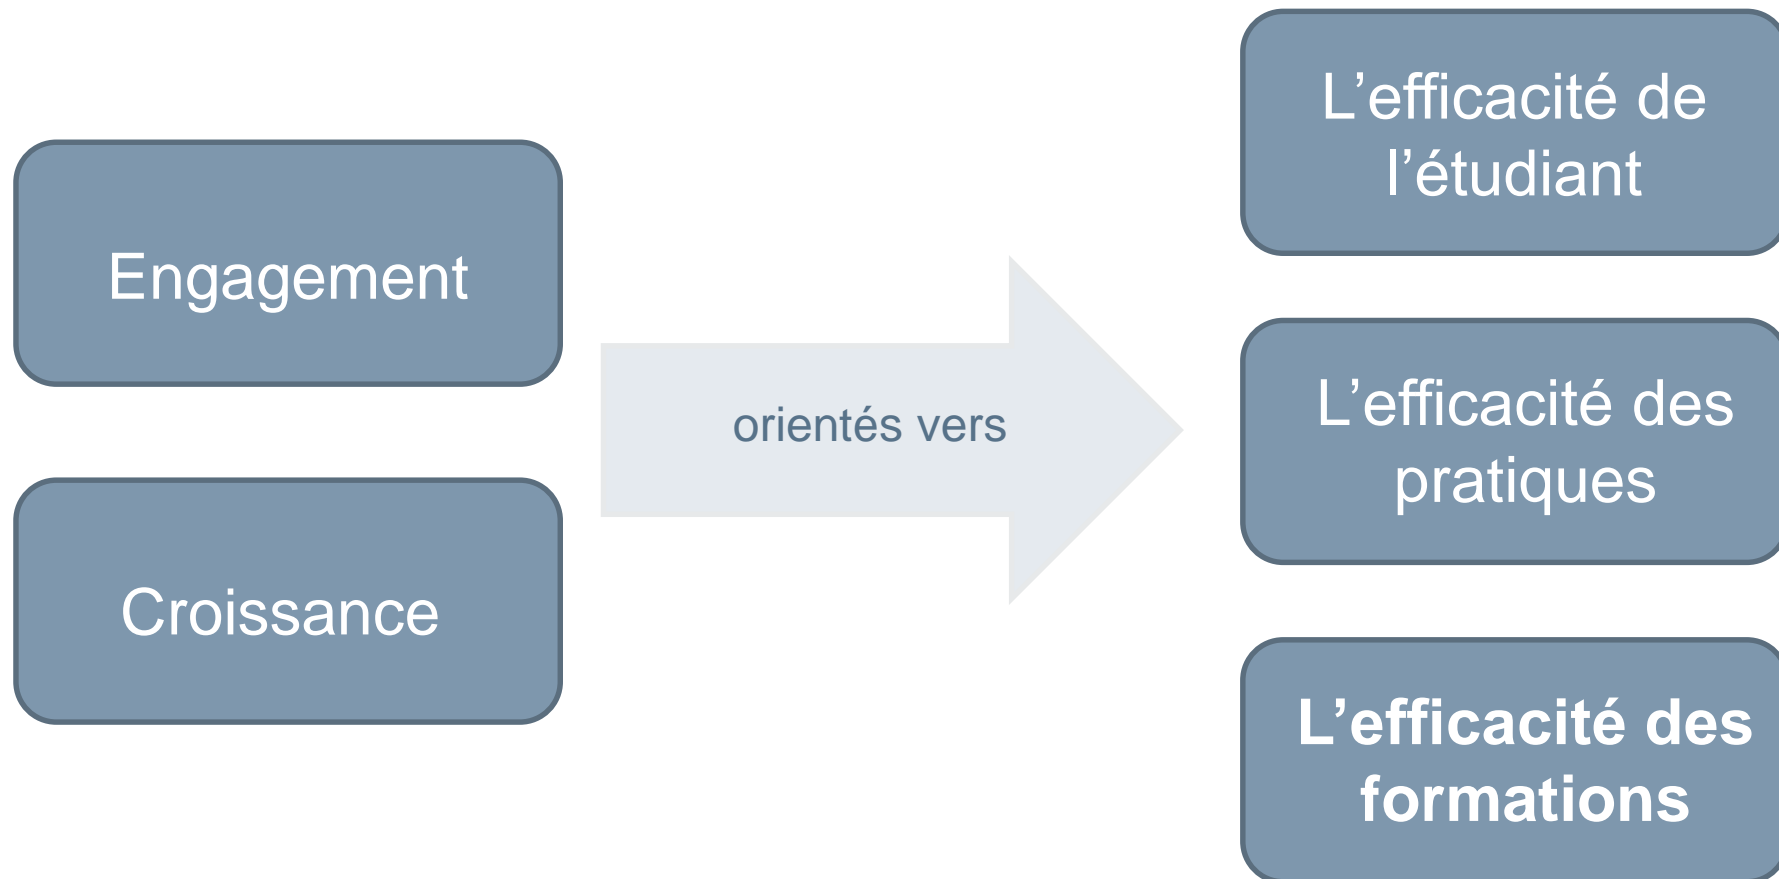 Engagement
Croissance
orientés vers
L’efficacité de
l’étudiant
L’efficacité des
pratiques
L’efficacité des
formations